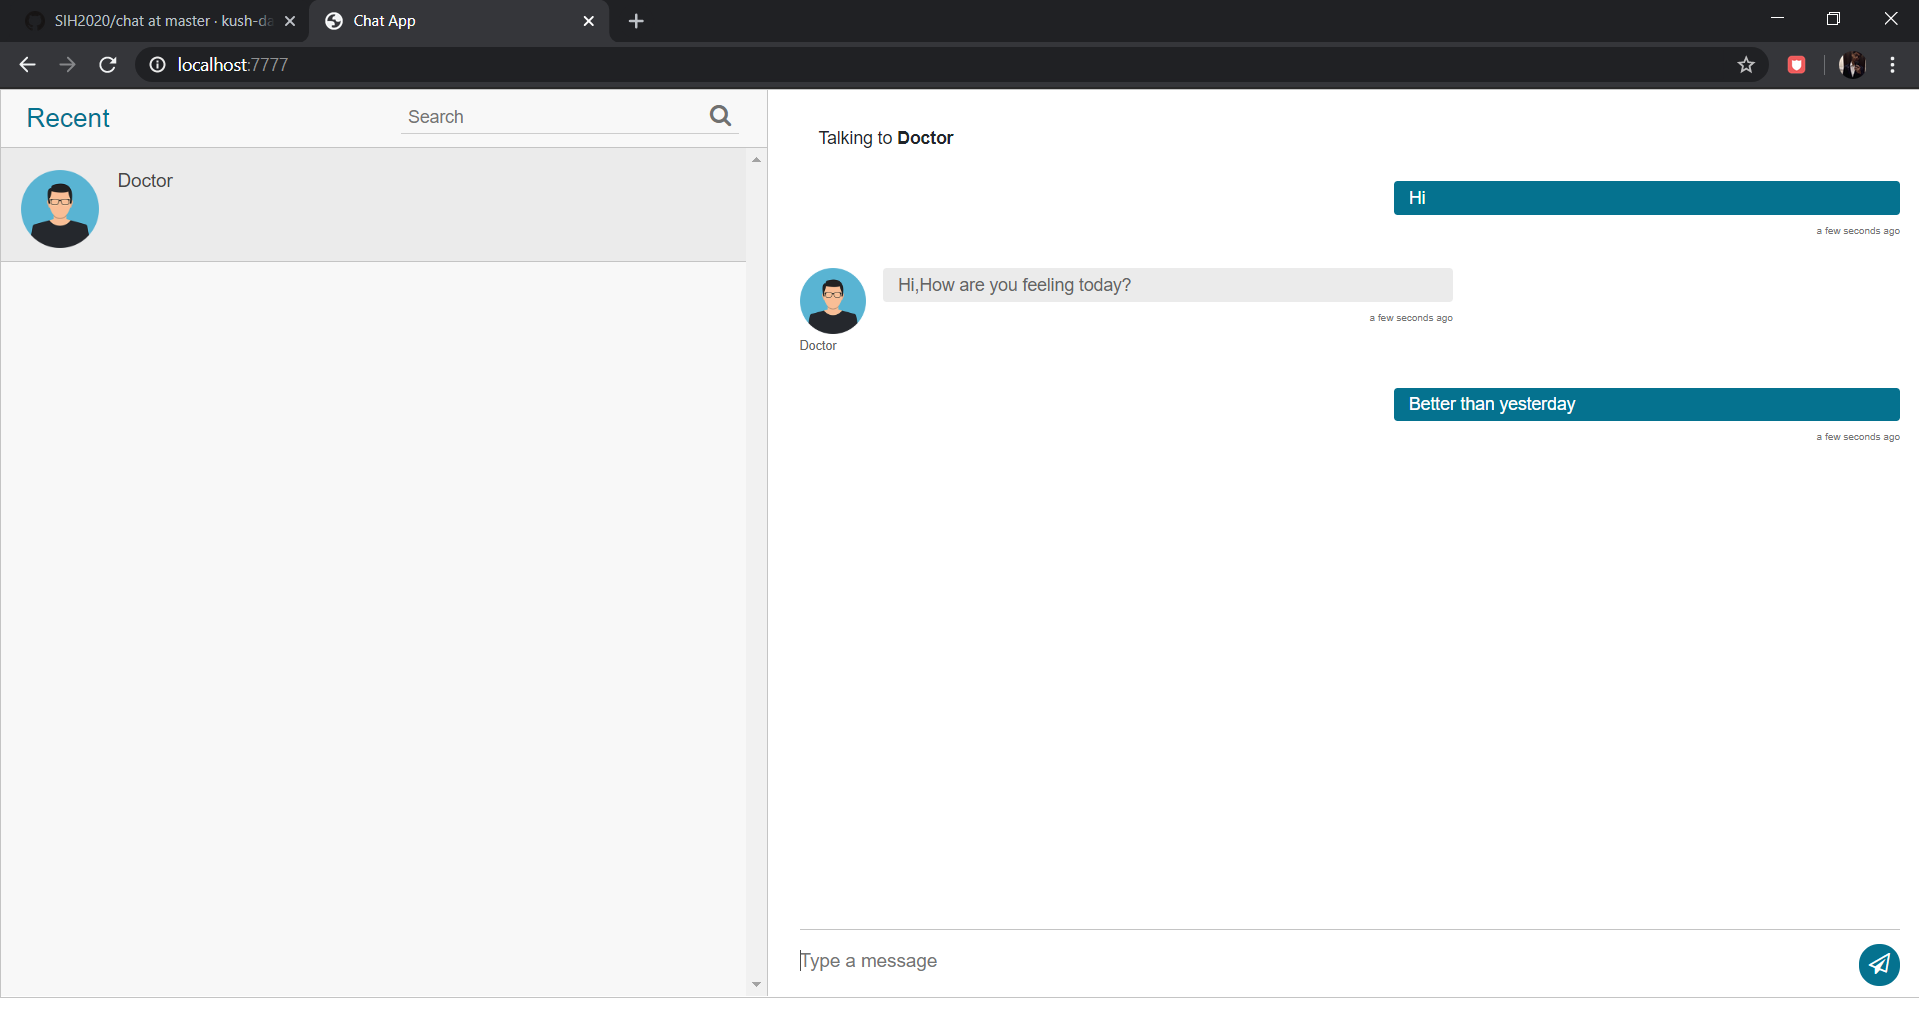 SIH2020/chat at master · kush-da
Chat App
localhost:7777
Recent
Search
Doctor
Talking to Doctor
Hi
a few seconds ago
Hi,How are you feeling today?
a few seconds ago
Doctor
Better than yesterday
a few seconds ago
Type a message